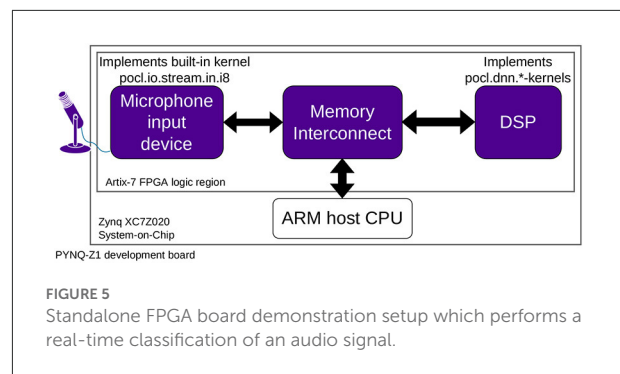 Implements built-in kernel
pocl.io.stream.in.i8
Implements
pocl.dnn.*-kernels
Microphone
input
device
Memory
Interconnect
DSP
Artix-7 FPGA logic region
ARM host CPU
Zynq XC7Z020
System-on-Chip
PYNQ-Z1 development board
FIGURE 5
Standalone FPGA board demonstration setup which performs a
real-time classification of an audio signal.